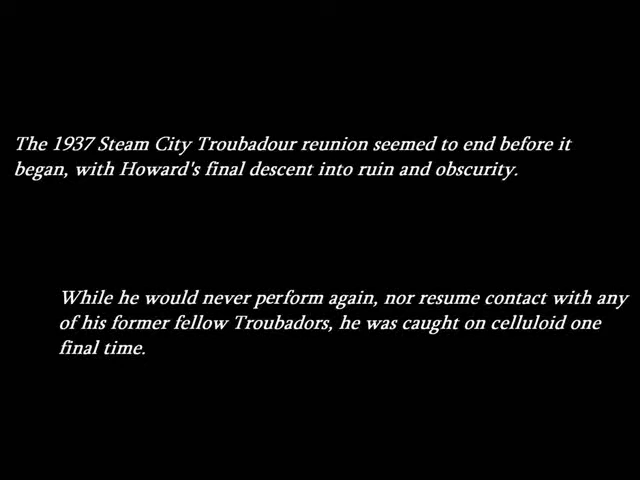 The 1937 Steam City Troubadour reunion seemed to end before it
began, with Howard's final descent into ruin and obscurity.
While he would never perform again, nor resume contact with any
of his former fellow Troubadors, he was caught on celluloid one
final time.